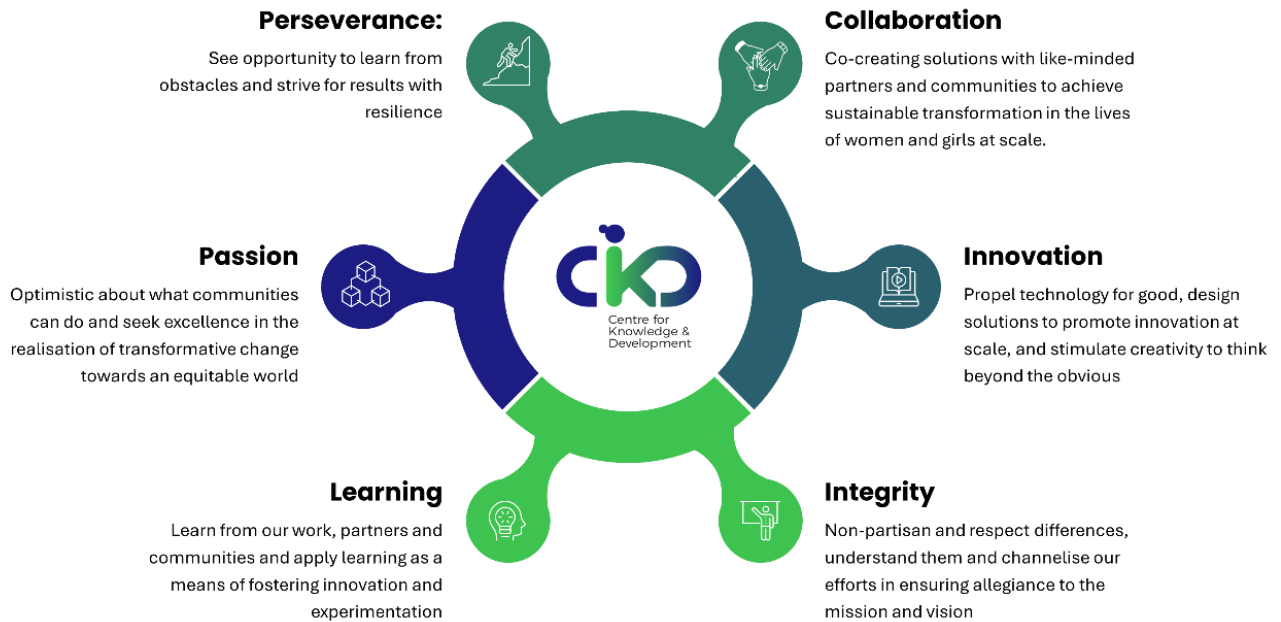 Perseverance:
See opportunity to learn from
obstacles and strive for results with
resilience
Collaboration
Co-creating solutions with like-minded
partners and communities to achieve
sustainable transformation in the lives
of women and girls at scale.
Passion
Optimistic about what communities
can do and seek excellence in the
realisation of transformative change
towards an equitable world
CKD
Centre for
Knowledge &
Development
Innovation
Propel technology for good, design
solutions to promote innovation at
scale, and stimulate creativity to think
beyond the obvious
Learning
Learn from our work, partners and
communities and apply learning as a
means of fostering innovation and
experimentation
Integrity
Non-partisan and respect differences,
understand them and channelise our
efforts in ensuring allegiance to the
mission and vision